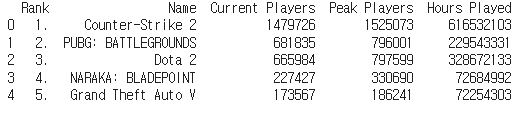 Rank Name Current Players Peak Players Hours Played
0 1. Counter-Strike 2 1479726 1525073 616532103
1 2. PUBG: BATTLEGROUNDS 681835 796001 229543331
2 3. Dota 2 665984 797599 328672133
3 4. NARAKA: BLADEPOINT 227427 330690 72684992
4 5. Grand Theft Auto V 173567 186241 72254303